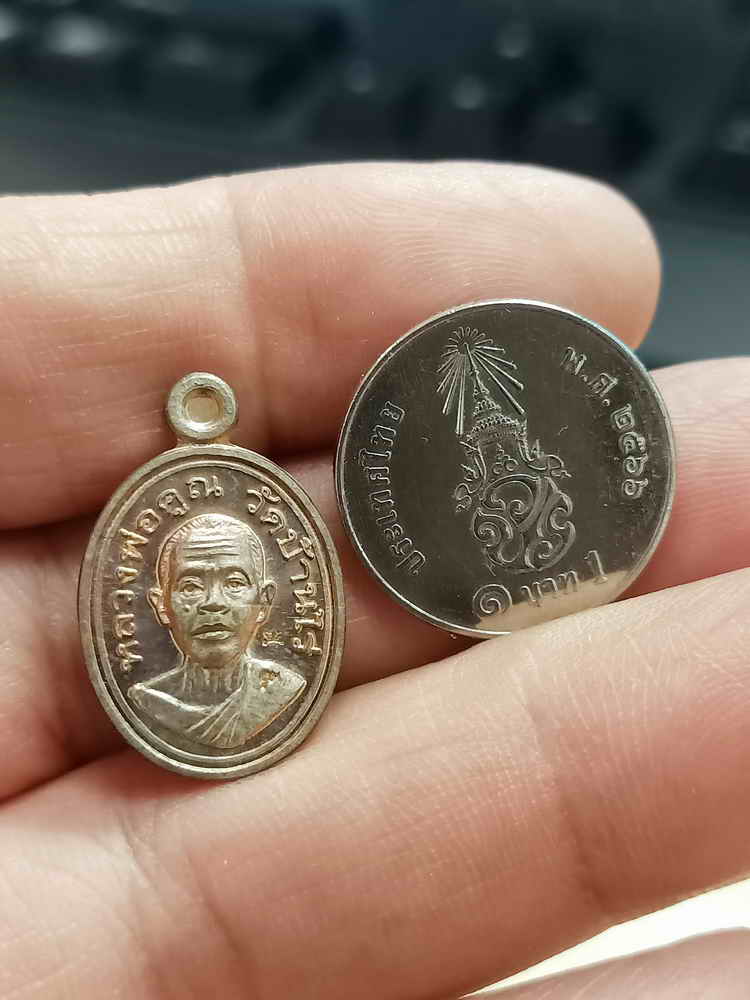 หลวงพ่อคูณ วัดบ้านไร่
ประเทศไทย
พ.ศ. ๒๕๖๖
๑ บาท 1